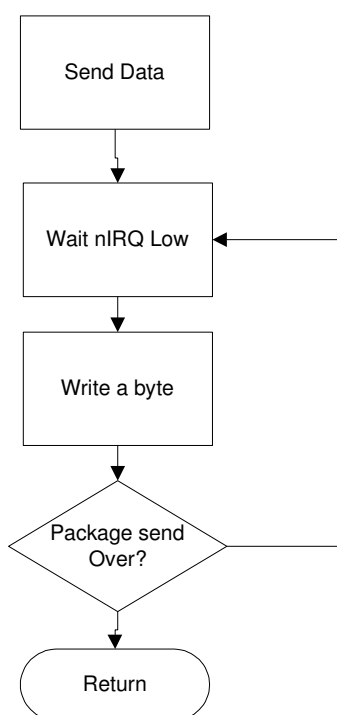 Send Data
Wait nIRQ Low
Write a byte
Package send
Over?
Return